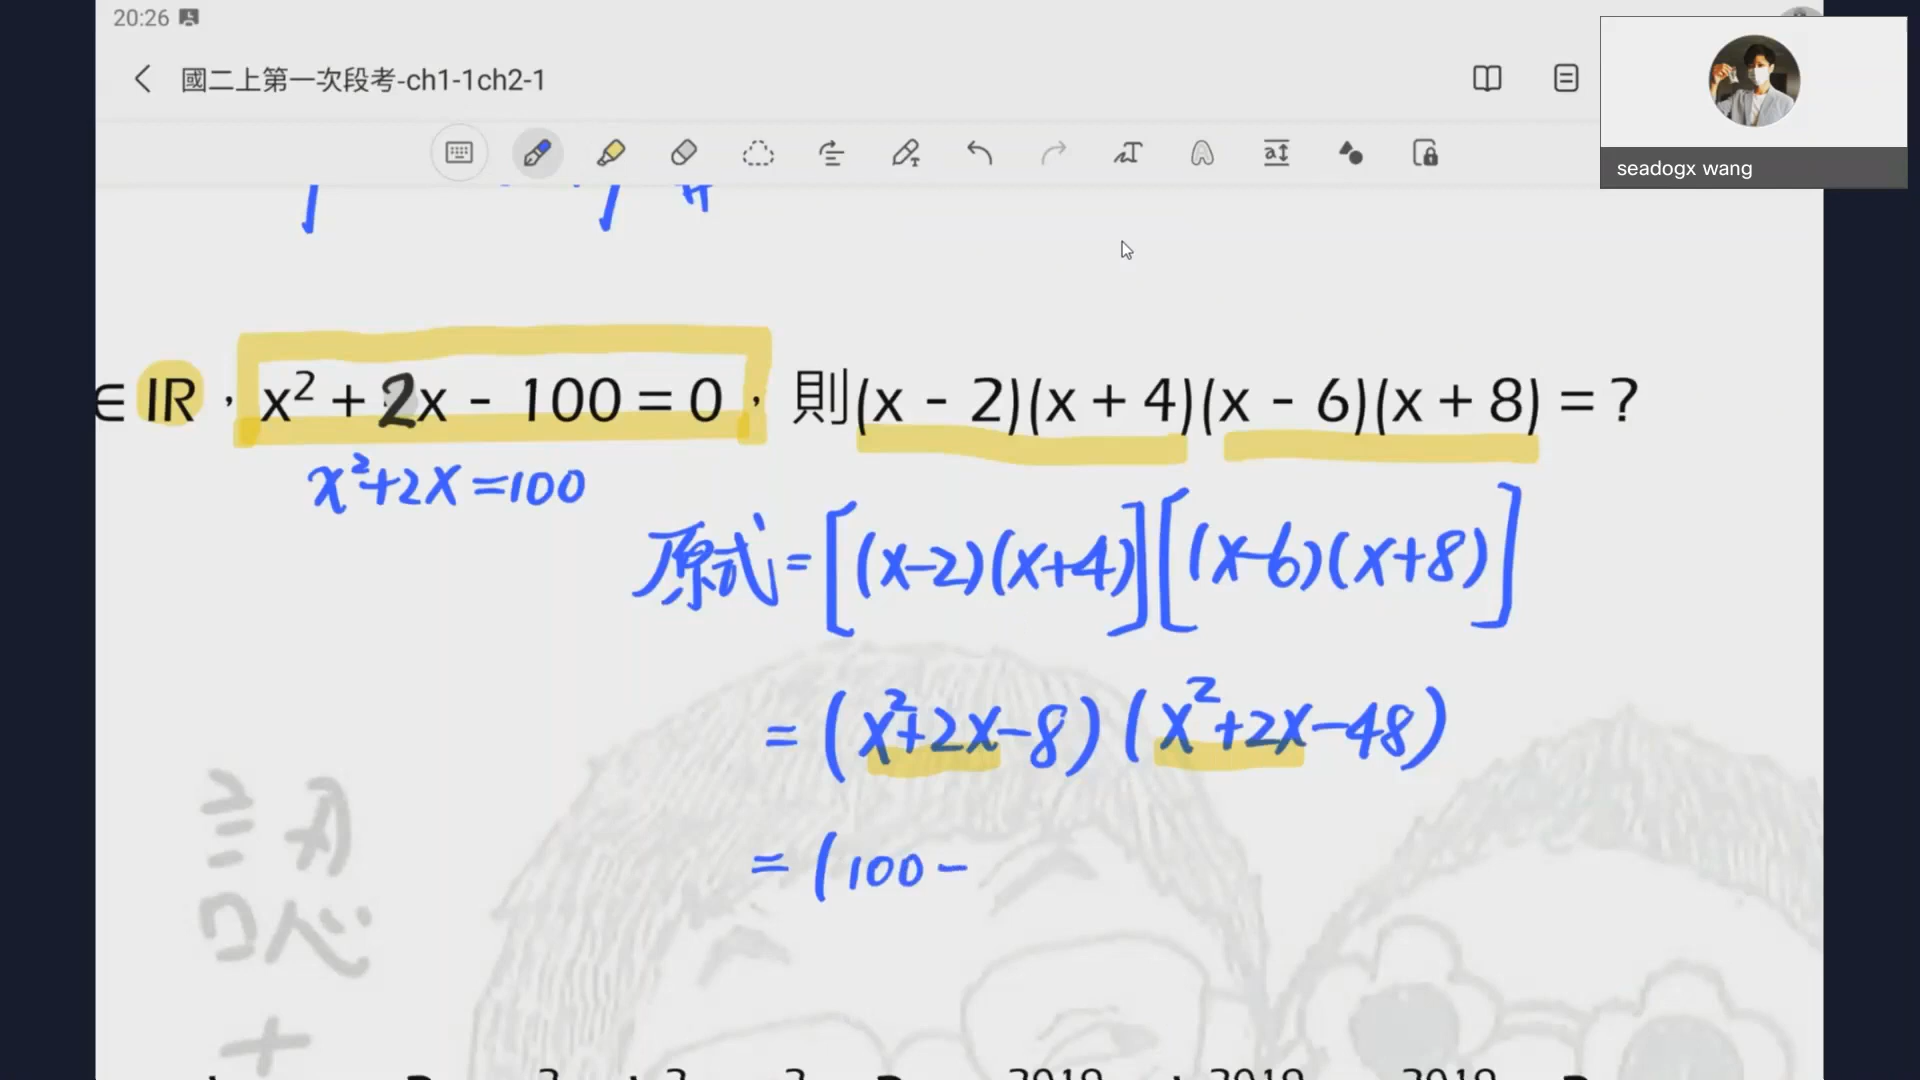 20:26
國二上第一次段考-ch1-1ch2-1
seadogx wang
∈ IR，x² + 2x - 100 = 0，則(x - 2)(x + 4)(x - 6)(x + 8) = ?
x²+2x=100
原式=[(x-2)(x+4)][(x-6)(x+8)]
=(x²+2x-8)(x²+2x-48)
=(100-